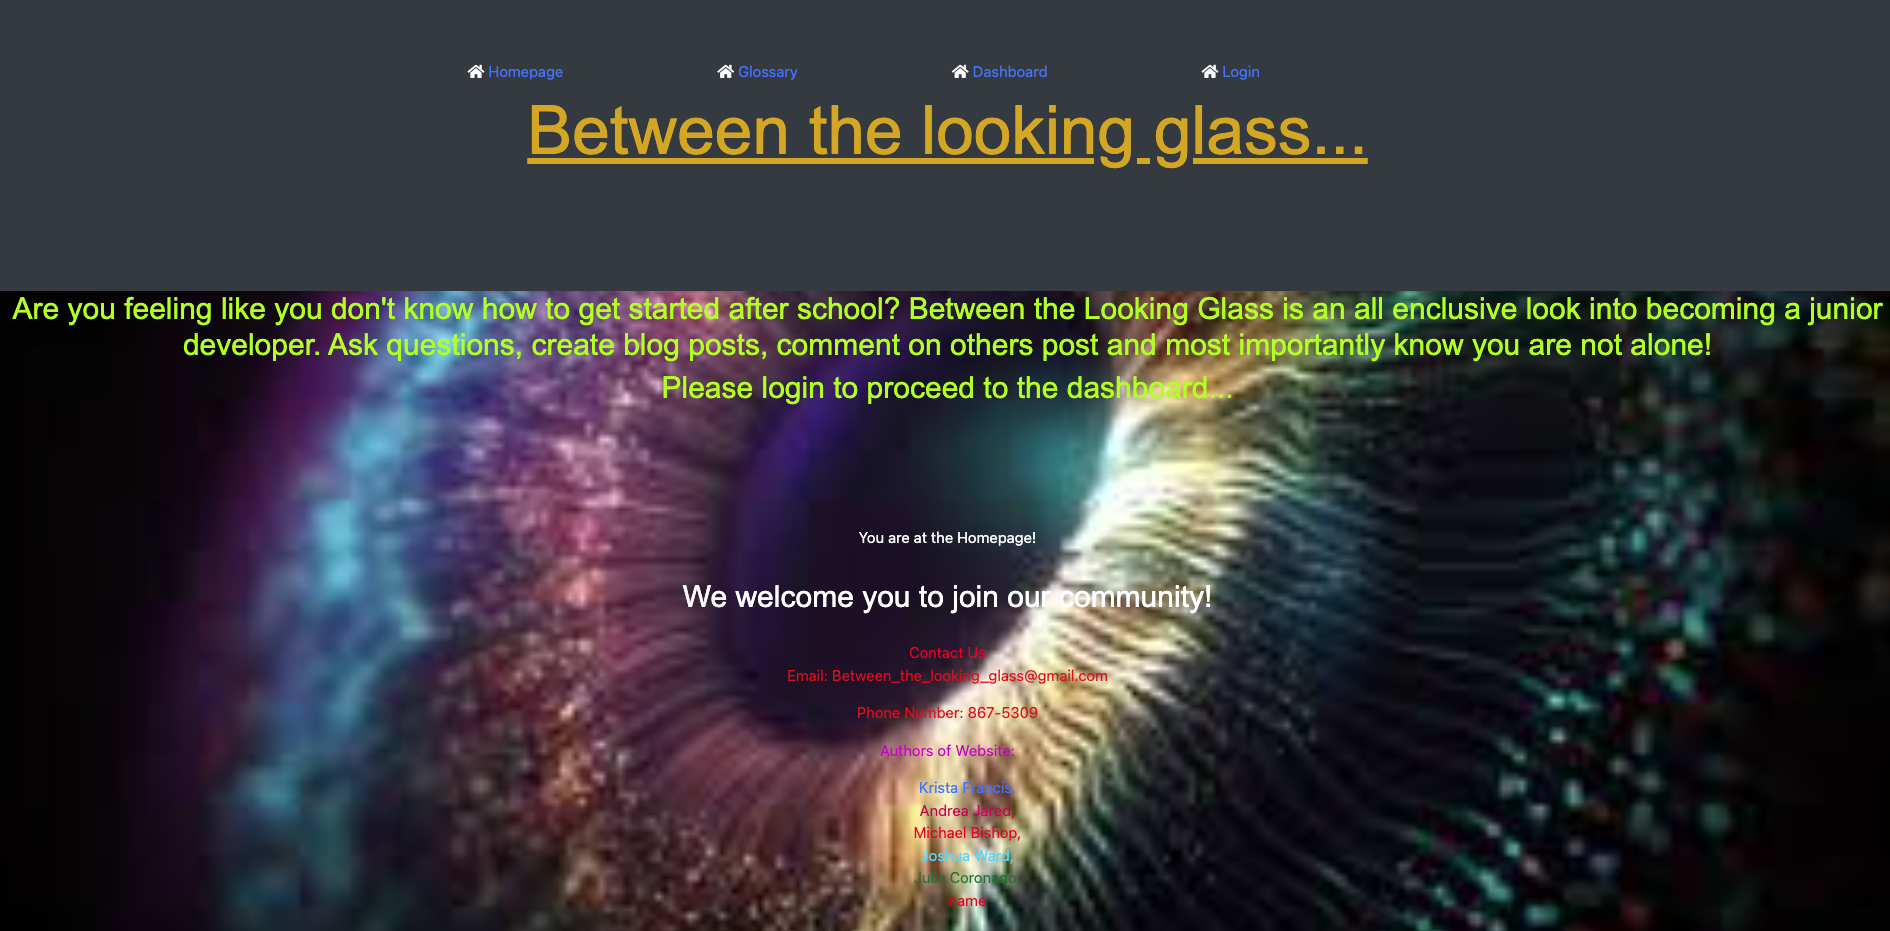 Homepage Glossary Dashboard Login
Between the looking glass...
Are you feeling like you don't know how to get started after school? Between the Looking Glass is an all enclusive look into becoming a junior
developer. Ask questions, create blog posts, comment on others post and most importantly know you are not alone!
Please login to proceed to the dashboard...
You are at the Homepage!
We welcome you to join our community!
Contact Us
Email: Between_the_looking_glass@gmail.com
Phone Number: 867-5309
Authors of Website:
Krista Francis,
Andrea Jared,
Michael Bishop,
Joshua Ward,
Coronado
name